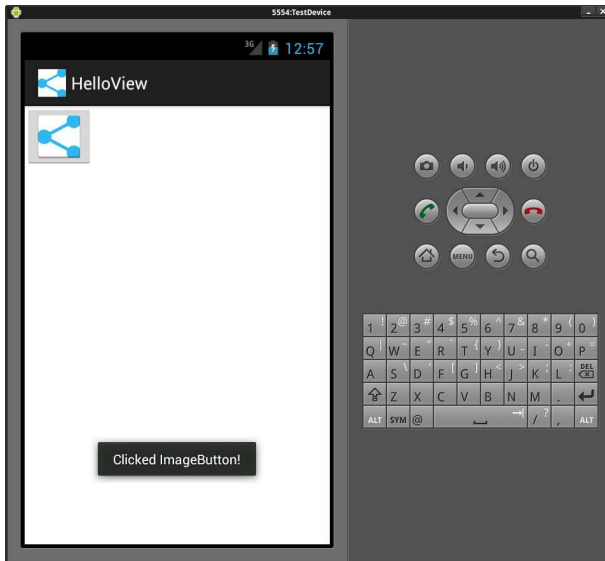 5554:TestDevice
3G 12:57
HelloView
Clicked ImageButton!
MENU
1 ! 2 @ 3 # 4 $ 5 % 6 ^ 7 & 8 * 9 ( 0 )
Q | W ~ E " R ` T { Y } U _ I - O + P =
A S \ D ' F [ G ] H < J > K ; L : DEL
Z X C V B N M .
ALT SYM @ / ? , ALT